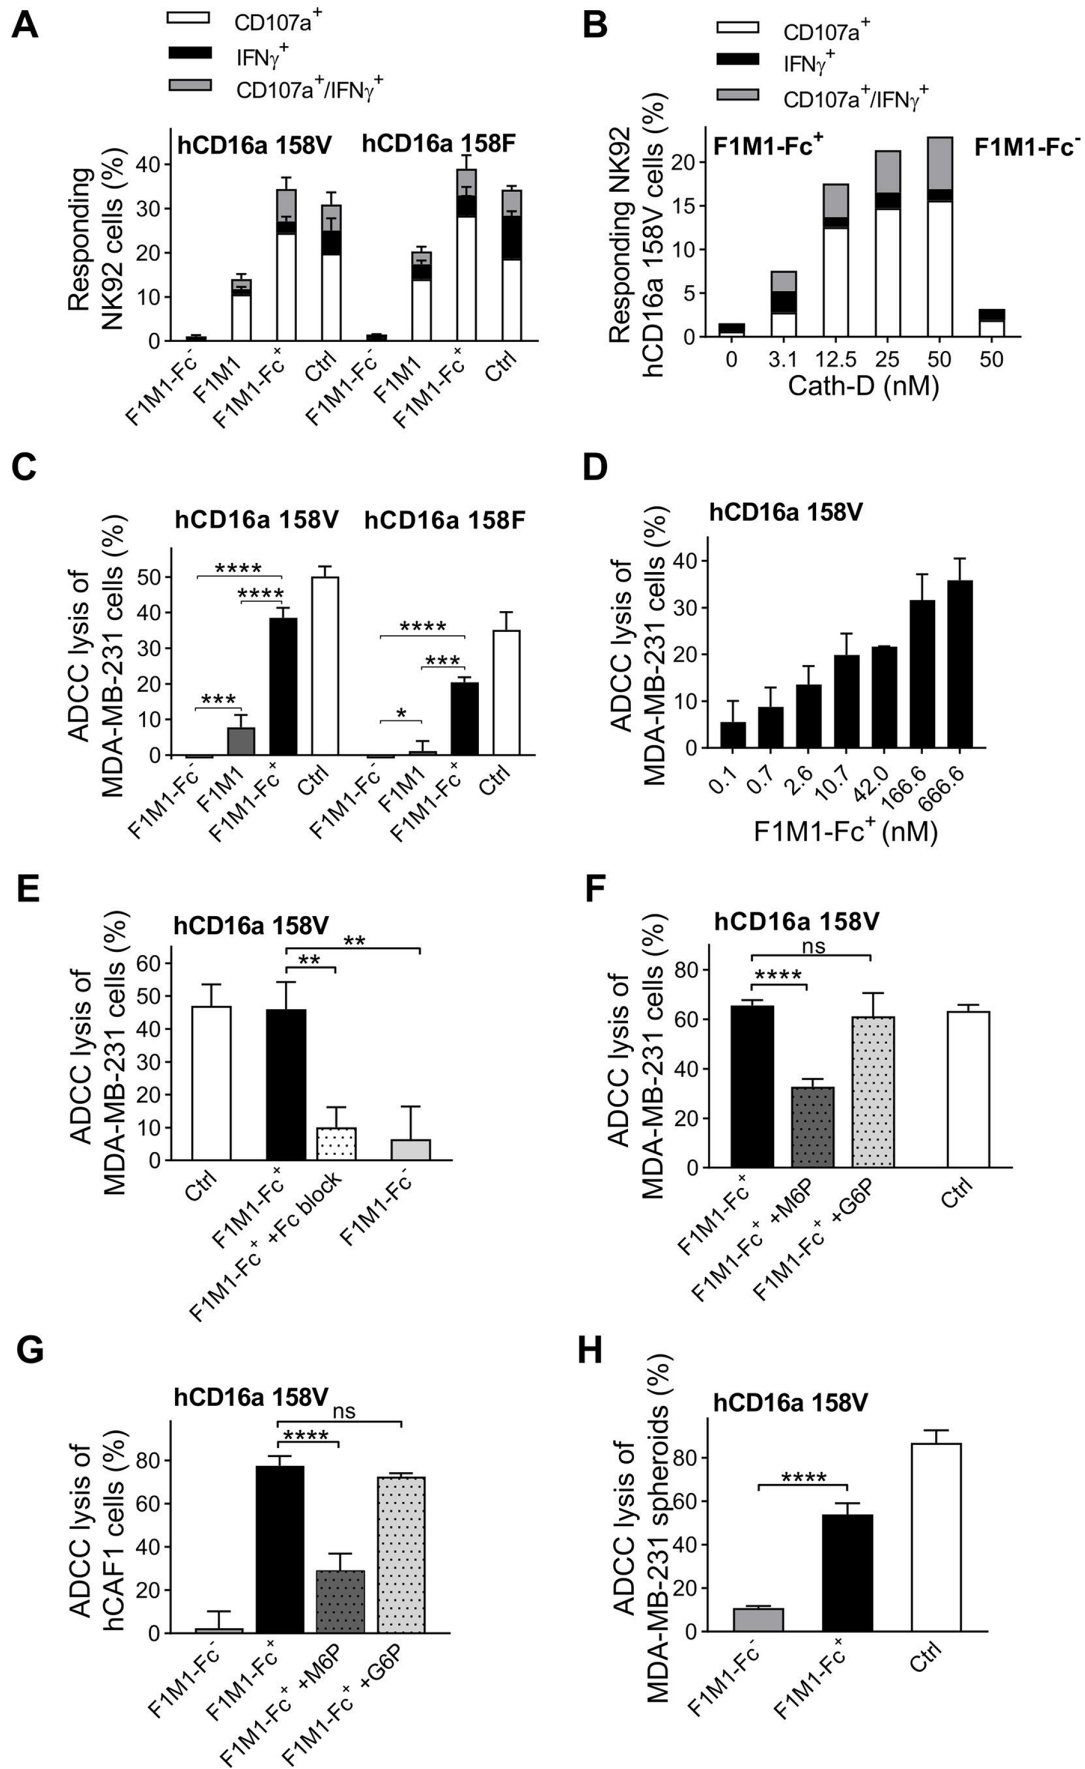 A
CD107a⁺
IFNγ⁺
CD107a⁺/IFNγ⁺
hCD16a 158V
hCD16a 158F
Responding
NK92 cells (%)
40
30
20
10
0
F1M1-Fc⁻
F1M1
F1M1-Fc⁺
Ctrl
F1M1-Fc⁻
F1M1
F1M1-Fc⁺
Ctrl
B
CD107a⁺
IFNγ⁺
CD107a⁺/IFNγ⁺
F1M1-Fc⁺
F1M1-Fc⁻
Responding NK92
hCD16a 158V cells (%)
20
15
10
5
0
0 3.1 12.5 25 50 50
Cath-D (nM)
C
hCD16a 158V
hCD16a 158F
ADCC lysis of
MDA-MB-231 cells (%)
50
40
30
20
10
0
****
****
***
****
***
*
F1M1-Fc⁻
F1M1
F1M1-Fc⁺
Ctrl
F1M1-Fc⁻
F1M1
F1M1-Fc⁺
Ctrl
D
hCD16a 158V
ADCC lysis of
MDA-MB-231 cells (%)
40
30
20
10
0
0.1
0.7
2.6
10.7
42.0
166.6
666.6
F1M1-Fc⁺ (nM)
E
hCD16a 158V
ADCC lysis of
MDA-MB-231 cells (%)
60
50
40
30
20
10
0
**
**
Ctrl
F1M1-Fc⁺
F1M1-Fc⁺ +Fc block
F1M1-Fc⁻
F
hCD16a 158V
ADCC lysis of
MDA-MB-231 cells (%)
80
60
40
20
0
ns
****
F1M1-Fc⁺
F1M1-Fc⁺ +M6P
F1M1-Fc⁺ +G6P
Ctrl
G
hCD16a 158V
ADCC lysis of
hCAF1 cells (%)
80
60
40
20
0
ns
****
F1M1-Fc⁻
F1M1-Fc⁺
F1M1-Fc⁺ +M6P
F1M1-Fc⁺ +G6P
H
hCD16a 158V
ADCC lysis of
MDA-MB-231 spheroids (%)
80
60
40
20
0
****
F1M1-Fc⁻
F1M1-Fc⁺
Ctrl